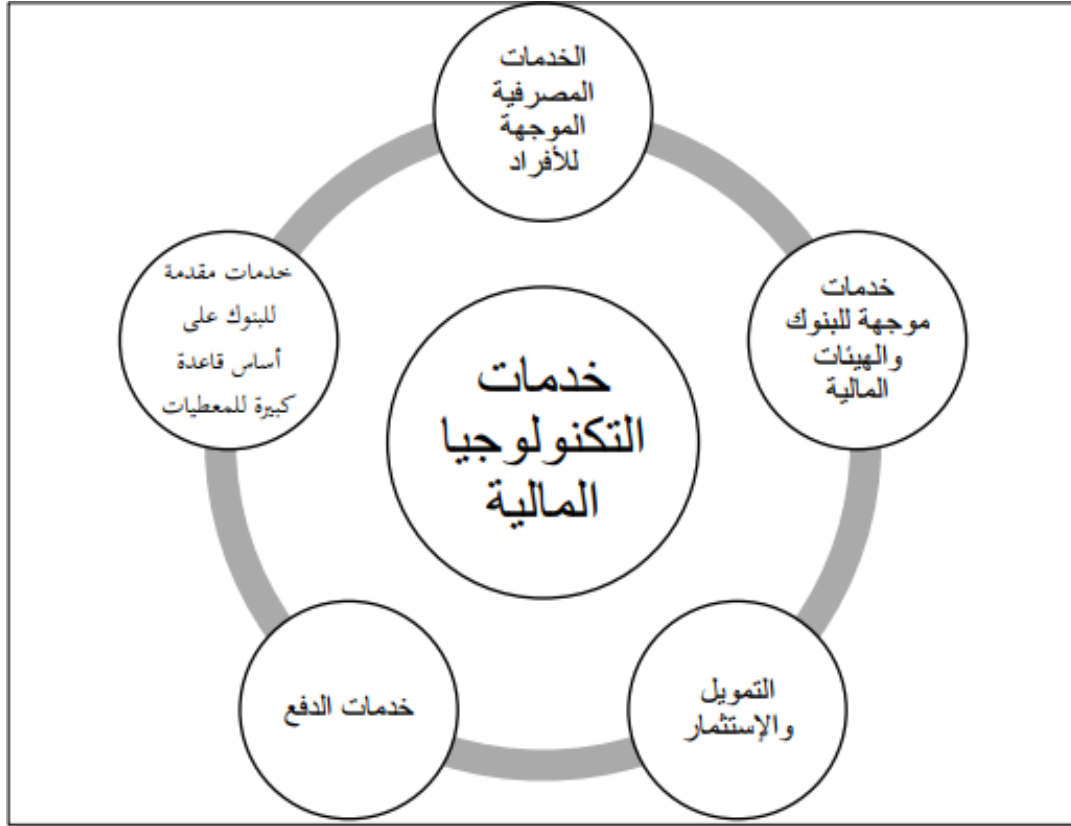 الخدمات
المصرفية
الموجهة
للأفراد
خدمات
موجهة للبنوك
والهيئات
المالية
التمويل
والإستثمار
خدمات الدفع
خدمات مقدمة
للبنوك على
أساس قاعدة
كبيرة للمعطيات
خدمات
التكنولوجيا
المالية